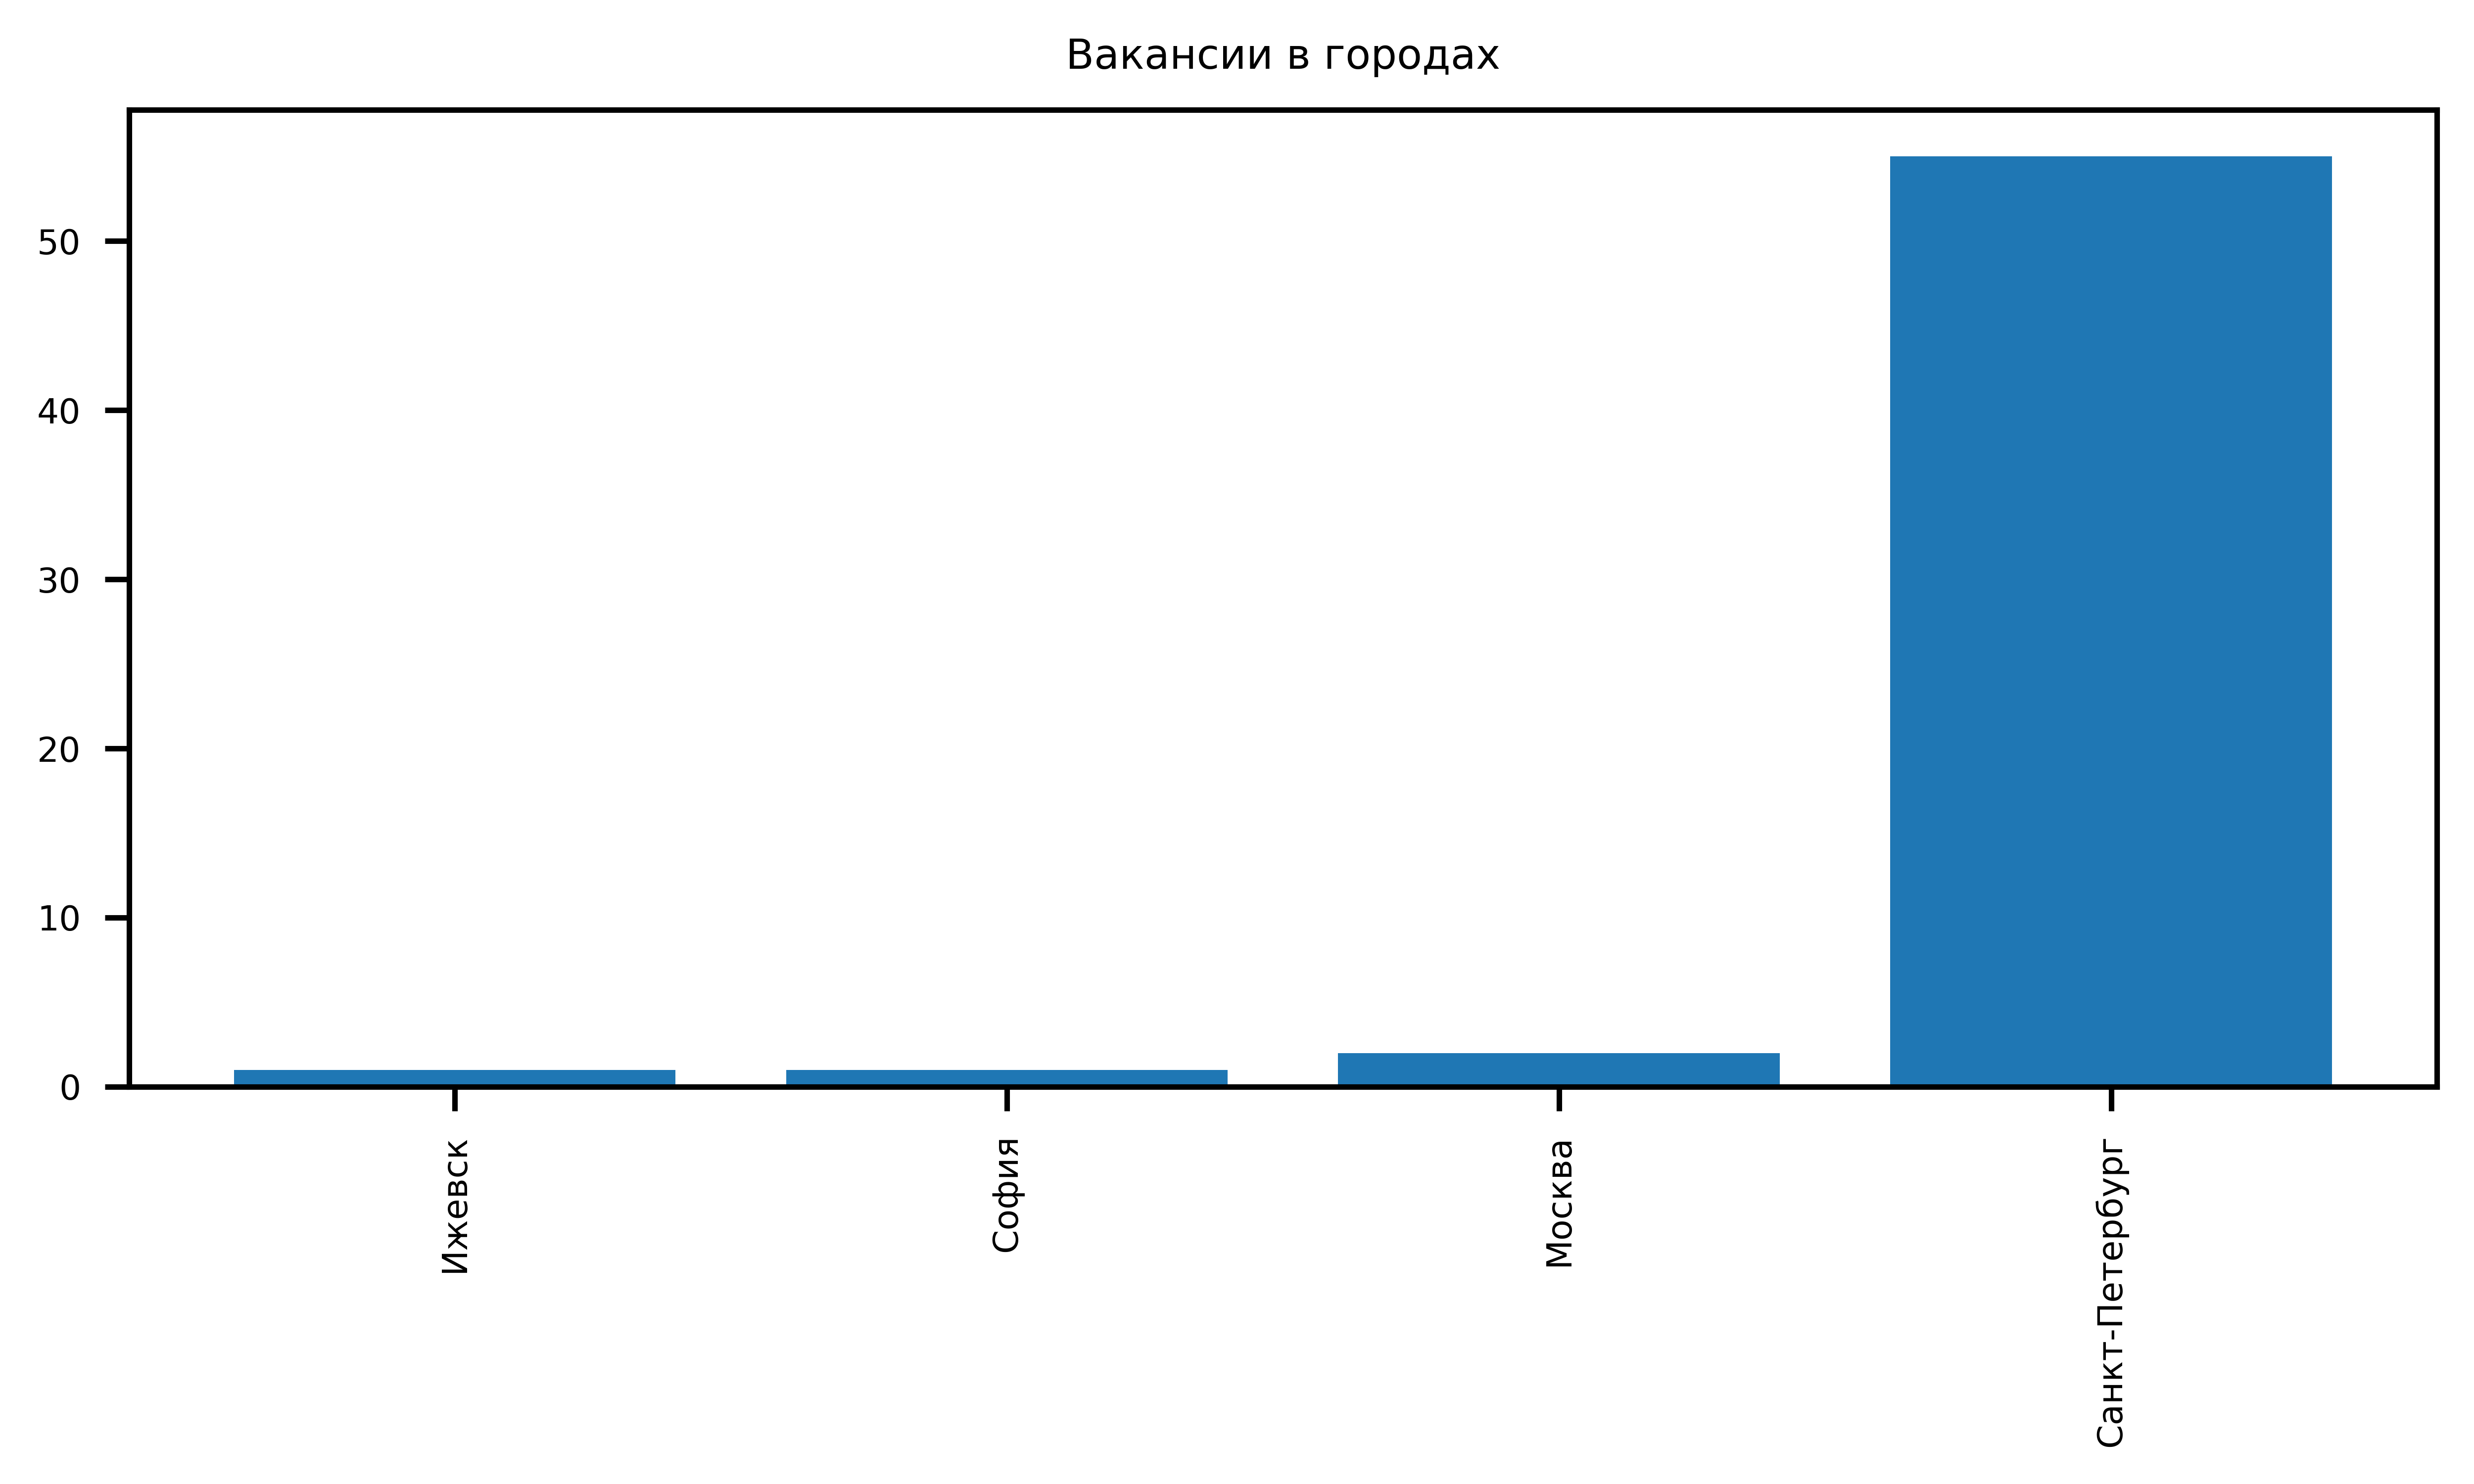 Вакансии в городах
50
40
30
20
10
0
Ижевск
София
Москва
Санкт-Петербург